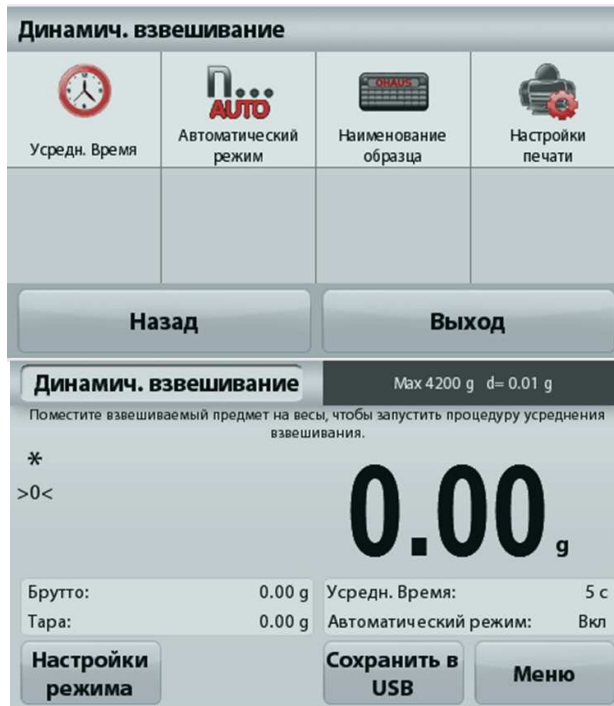 Динамич. взвешивание
n...
AUTO
OHAUS
Усредн. Время
Автоматический
режим
Наименование
образца
Настройки
печати
Назад
Выход
Динамич. взвешивание
Max 4200 g d= 0.01 g
Поместите взвешиваемый предмет на весы, чтобы запустить процедуру усреднения
взвешивания.
*
>0<
0.00 g
Брутто: 0.00 g
Тара: 0.00 g
Усредн. Время: 5 с
Автоматический режим: Вкл
Настройки
режима
Сохранить в
USB
Меню